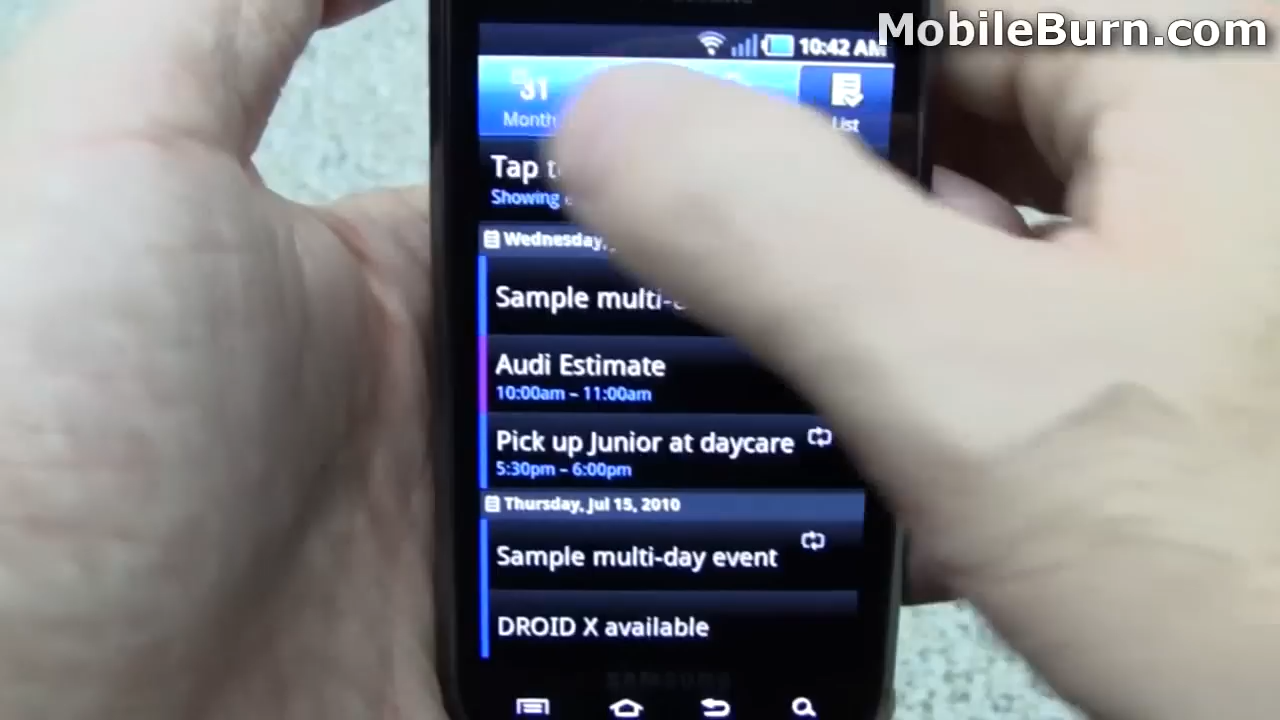 MobileBurn.com
10:42 AM
31
Month
List
Tap
Showing
Wednesday,
Sample
Audi Estimate
10:00am – 11:00am
Pick up Junior at daycare
5:30pm – 6:00pm
Thursday, Jul 15, 2010
Sample multi-day event
DROID X available
SAMSUNG